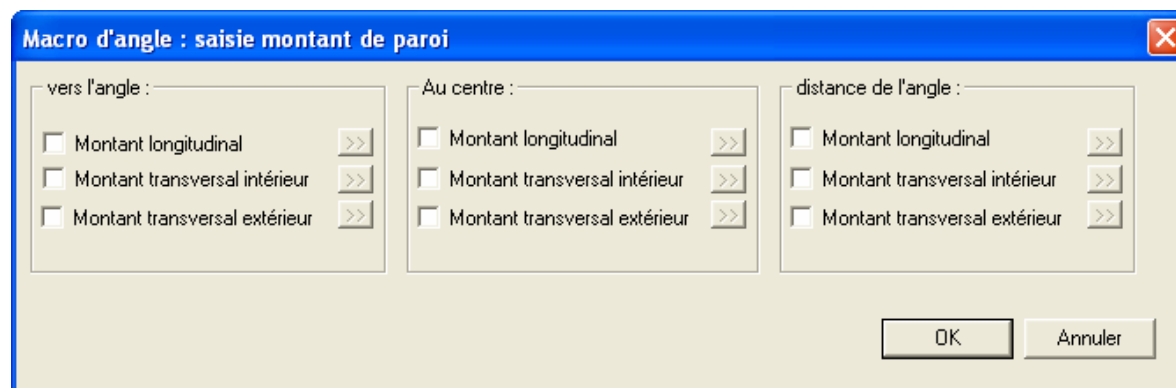 Macro d'angle : saisie montant de paroi
vers l'angle :
Montant longitudinal >>
Montant transversal intérieur >>
Montant transversal extérieur >>
Au centre :
Montant longitudinal >>
Montant transversal intérieur >>
Montant transversal extérieur >>
distance de l'angle :
Montant longitudinal >>
Montant transversal intérieur >>
Montant transversal extérieur >>
OK Annuler